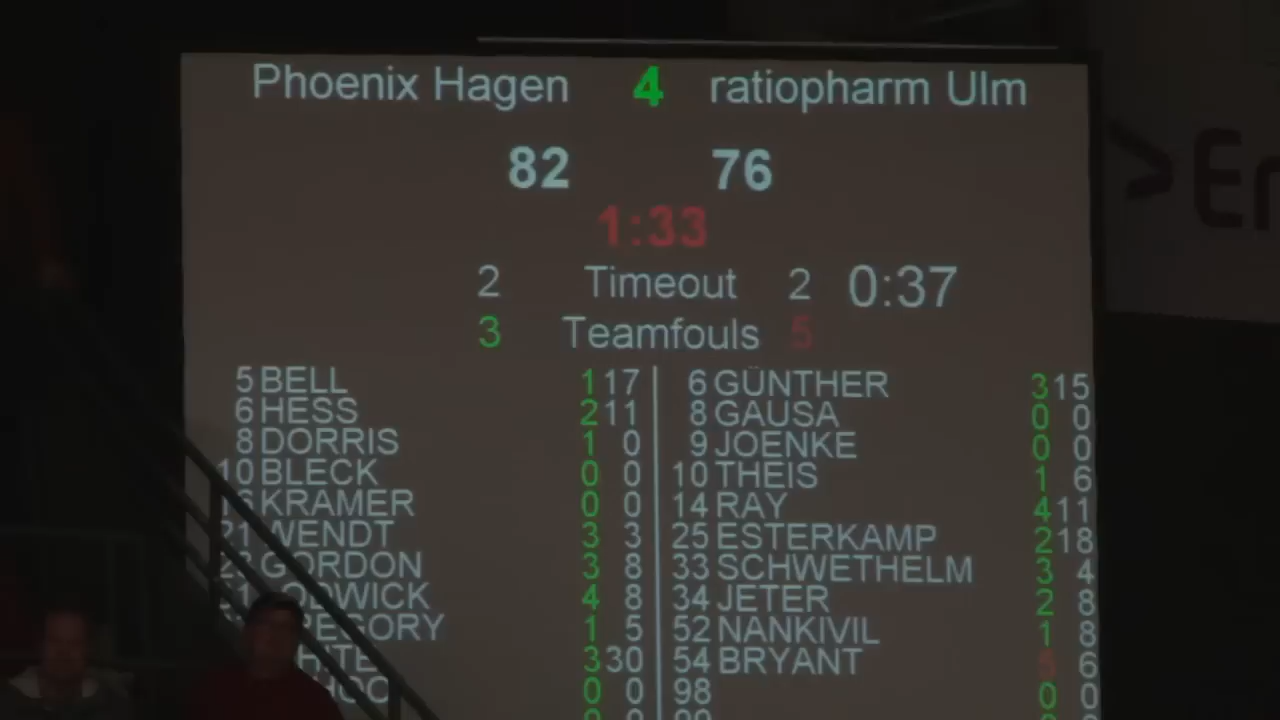 Phoenix Hagen 4 ratiopharm Ulm
82 76
1:33
2 Timeout 2 0:37
3 Teamfouls 5
5 BELL 1 17 6 GÜNTHER 3 15
6 HESS 2 11 8 GAUSA 0 0
8 DORRIS 1 0 9 JOENKE 0 0
10 BLECK 0 0 10 THEIS 1 6
16 KRAMER 0 0 14 RAY 4 11
21 WENDT 3 3 25 ESTERKAMP 2 18
23 GORDON 3 8 33 SCHWETHELM 3 4
4 8 34 JETER 2 8
1 5 52 NANKIVIL 1 8
3 30 54 BRYANT 5 6
0 0 98 0 0